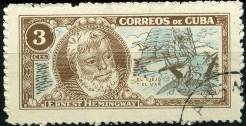 CORREOS DE CUBA
3
CTS.
EL VIEJO
Y EL MAR
ERNEST HEMINGWAY